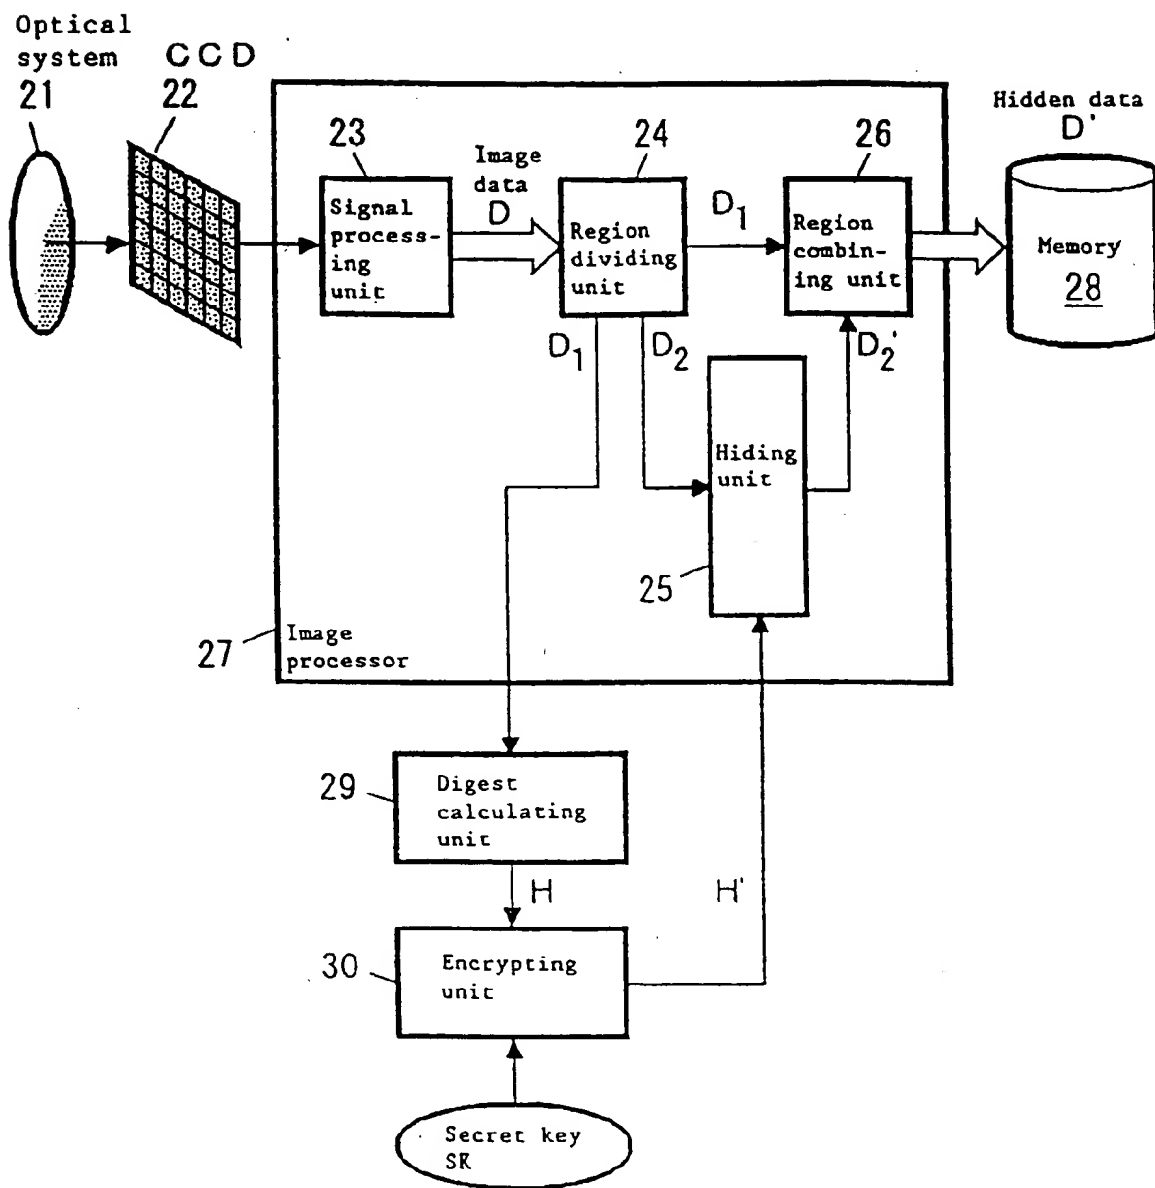 Optical
system
21
CCD
22
23
Signal
process-
ing
unit
Image
data
D
24
Region
dividing
unit
D1
26
Region
combin-
ing unit
Hidden data
D'
Memory
28
D1
D2
D2'
Hiding
unit
25
27
Image
processor
29
Digest
calculating
unit
H
H'
30
Encrypting
unit
Secret key
SK